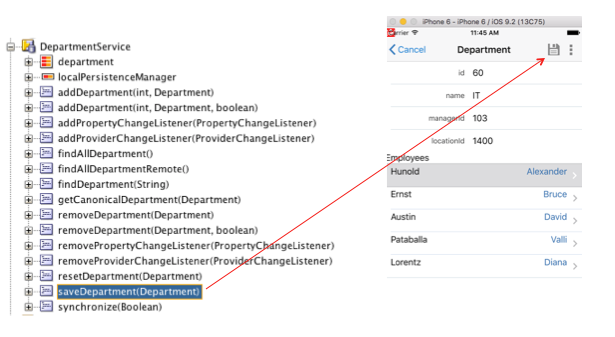 DepartmentService
department
localPersistenceManager
addDepartment(int, Department)
addDepartment(int, Department, boolean)
addPropertyChangeListener(PropertyChangeListener)
addProviderChangeListener(ProviderChangeListener)
findAllDepartment()
findAllDepartmentRemote()
findDepartment(String)
getCanonicalDepartment(Department)
removeDepartment(Department)
removeDepartment(Department, boolean)
removePropertyChangeListener(PropertyChangeListener)
removeProviderChangeListener(ProviderChangeListener)
resetDepartment(Department)
saveDepartment(Department)
synchronize(Boolean)
iPhone 6 - iPhone 6 / iOS 9.2 (13C75)
11:45 AM
Cancel Department
id 60
name IT
managerId 103
locationId 1400
Employees
Hunold Alexander
Ernst Bruce
Austin David
Pataballa Valli
Lorentz Diana